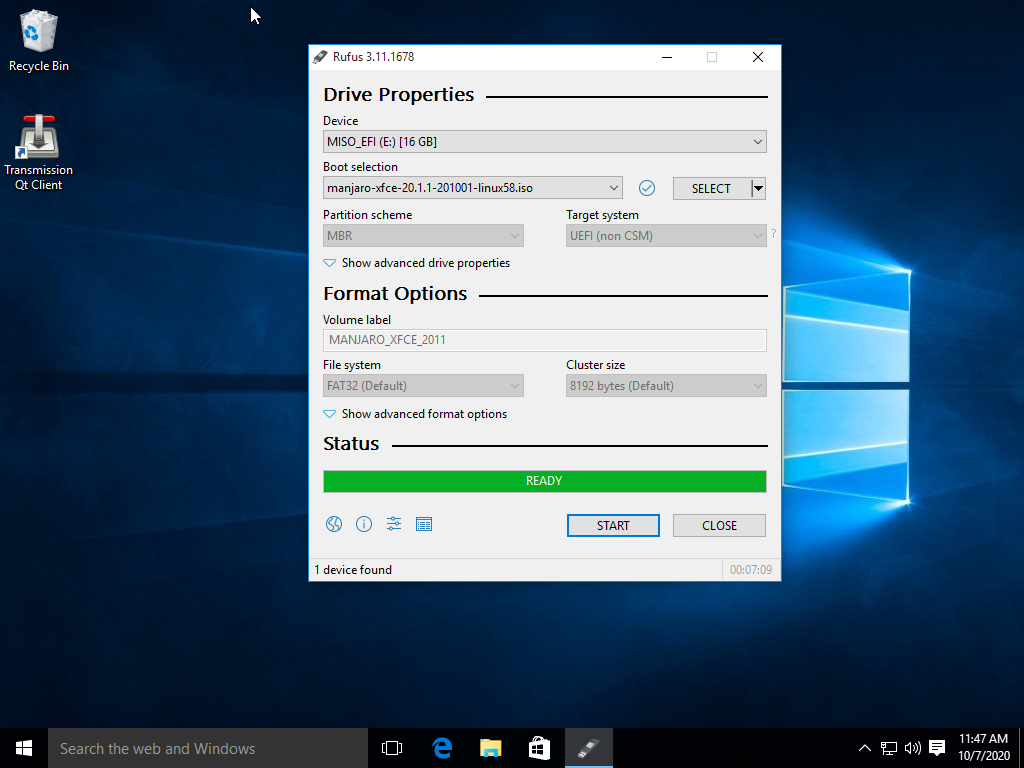 Recycle Bin
Transmission
Qt Client
Rufus 3.11.1678
Drive Properties
Device
MISO_EFI (E:) [16 GB]
Boot selection
manjaro-xfce-20.1.1-201001-linux58.iso
SELECT
Partition scheme
Target system
MBR
UEFI (non CSM)
?
Show advanced drive properties
Format Options
Volume label
MANJARO_XFCE_2011
File system
Cluster size
FAT32 (Default)
8192 bytes (Default)
Show advanced format options
Status
READY
START
CLOSE
1 device found
00:07:09
Search the web and Windows
11:47 AM
10/7/2020